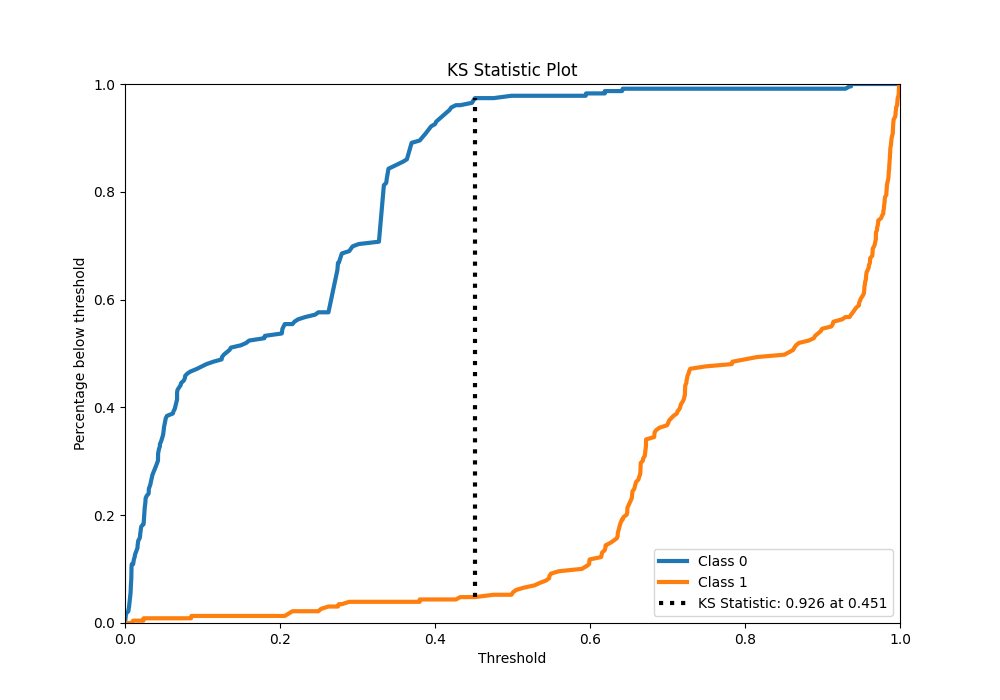 KS Statistic Plot
1.0
0.8
0.6
0.4
0.2
0.0
Percentage below threshold
0.0 0.2 0.4 0.6 0.8 1.0
Threshold
Class 0
Class 1
KS Statistic: 0.926 at 0.451